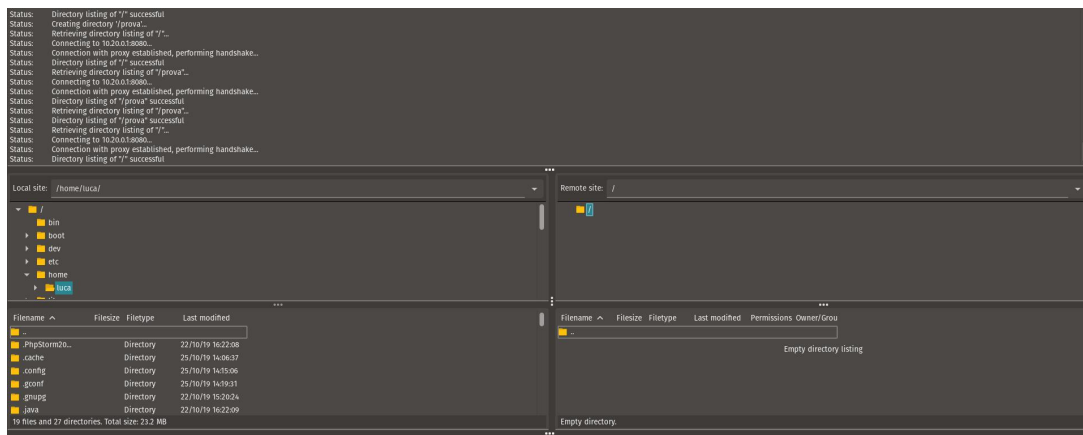 Status: Directory listing of "/" successful
Status: Creating directory '/prova'...
Status: Retrieving directory listing of "/"...
Status: Connecting to 10.20.0.1:8080...
Status: Connection with proxy established, performing handshake...
Status: Directory listing of "/" successful
Status: Retrieving directory listing of "/prova"...
Status: Connecting to 10.20.0.1:8080...
Status: Connection with proxy established, performing handshake...
Status: Directory listing of "/prova" successful
Status: Retrieving directory listing of "/prova"...
Status: Directory listing of "/prova" successful
Status: Retrieving directory listing of "/"...
Status: Connecting to 10.20.0.1:8080...
Status: Connection with proxy established, performing handshake...
Status: Directory listing of "/" successful
Local site: /home/luca/
/
bin
boot
dev
etc
home
luca
Filename Filesize Filetype Last modified
..
.PhpStorm20... Directory 22/10/19 16:22:08
.cache Directory 25/10/19 14:06:37
.config Directory 25/10/19 14:15:06
.gconf Directory 25/10/19 14:19:31
.gnupg Directory 22/10/19 15:20:24
.java Directory 22/10/19 16:22:09
19 files and 27 directories. Total size: 23.2 MB
Remote site: /
/
Filename Filesize Filetype Last modified Permissions Owner/Grou
..
Empty directory listing
Empty directory.